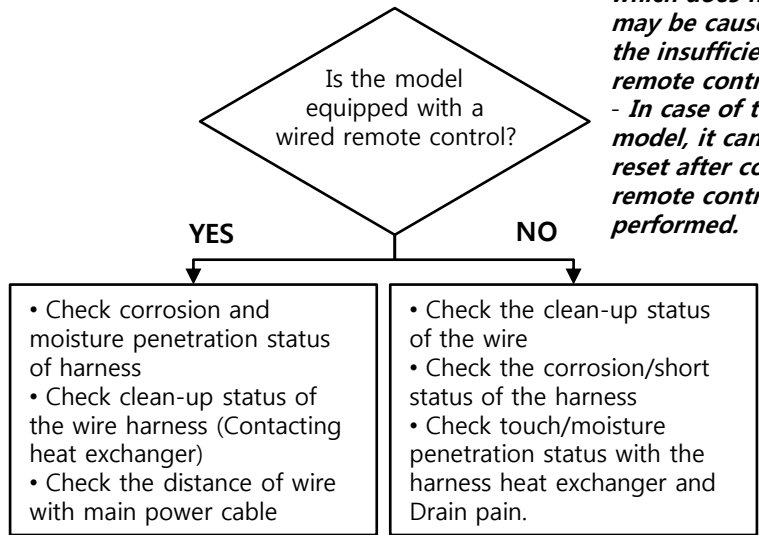 which does
may be cause
the insufficie
remote contr
- In case of t
model, it can
reset after co
remote contr
performed.
Is the model
equipped with a
wired remote control?
YES
NO
• Check corrosion and
moisture penetration status
of harness
• Check clean-up status of
the wire harness (Contacting
heat exchanger)
• Check the distance of wire
with main power cable
• Check the clean-up status
of the wire
• Check the corrosion/short
status of the harness
• Check touch/moisture
penetration status with the
harness heat exchanger and
Drain pain.